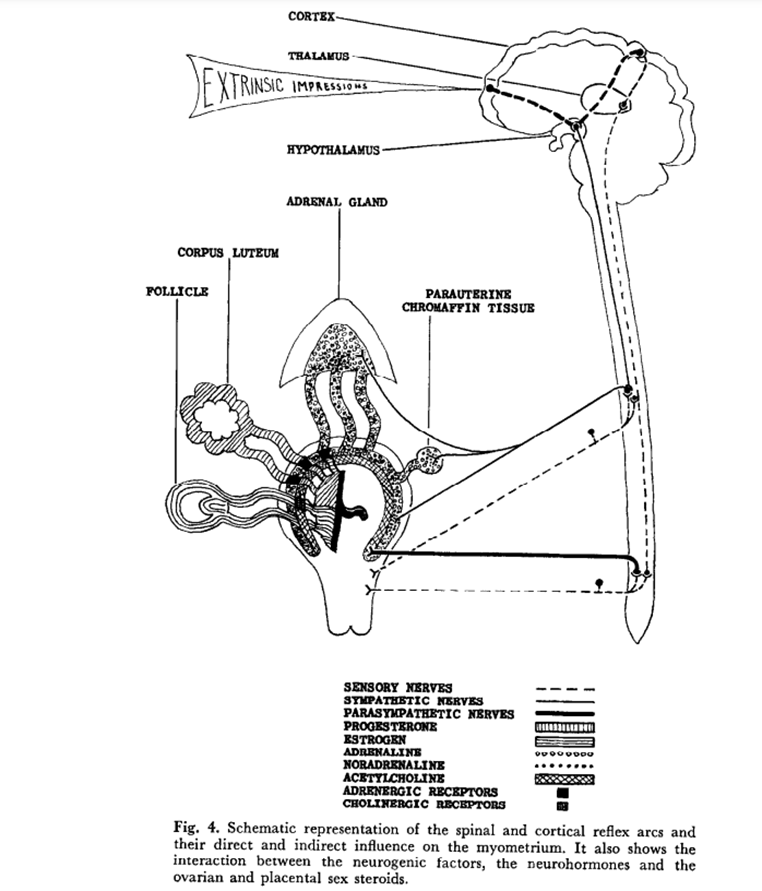 CORTEX
THALAMUS
EXTRINSIC IMPRESSIONS
HYPOTHALAMUS
ADRENAL GLAND
CORPUS LUTEUM
FOLLICLE
PARAUTERINE
CHROMAFFIN TISSUE
SENSORY NERVES
SYMPATHETIC NERVES
PARASYMPATHETIC NERVES
PROGESTERONE
ESTROGEN
ADRENALINE
NORADRENALINE
ACETYLCHOLINE
ADRENERGIC RECEPTORS
CHOLINERGIC RECEPTORS
Fig. 4. Schematic representation of the spinal and cortical reflex arcs and
their direct and indirect influence on the myometrium. It also shows the
interaction between the neurogenic factors, the neurohormones and the
ovarian and placental sex steroids.